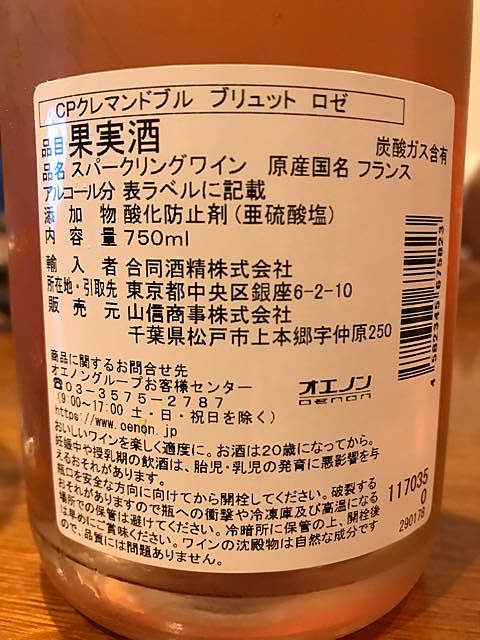 CPクレマンドブル ブリュット ロゼ
品目 果実酒 炭酸ガス含有
品名 スパークリングワイン 原産国名 フランス
アルコール分 表ラベルに記載
添加物 酸化防止剤(亜硫酸塩)
内容量 750ml
輸入者 合同酒精株式会社
所在地・引取先 東京都中央区銀座6-2-10
販売元 山信商事株式会社
千葉県松戸市上本郷字仲原250
商品に関するお問合せ先
オエノングループお客様センター
☎03-3575-2787
(9:00~17:00 土・日・祝日を除く)
https://www.oenon.jp
オエノン
OENON
おいしいワインを楽しく適度に。お酒は20歳になってから。
妊娠中や授乳期の飲酒は、胎児・乳児の発育に悪影響を与
えるおそれがあります。
瓶口を安全な方向に向けてから開栓してください。破裂する
おそれがありますので瓶への衝撃や冷凍庫及び高温になる
場所での保管は避けてください。冷暗所に保管の上、開栓後
は早めにご賞味ください。ワインの沈殿物は自然な成分です
ので、品質には問題ありません。
4 582345 675823
117035
0
290178